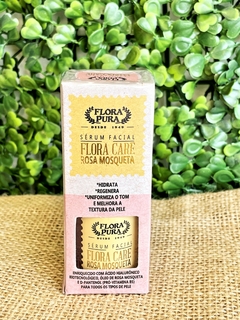 FLORA
PURA
DESDE 1940
SÉRUM FACIAL
FLORA CARE
ROSA MOSQUETA
*HIDRATA
*REGENERA
*UNIFORMIZA O TOM
E MELHORA A
TEXTURA DA PELE
FLORA
PURA
SÉRUM FACIAL
FLORA CARE
ROSA MOSQUETA
ENRIQUECIDO COM ÁCIDO HIALURÔNICO
BIOTECNOLÓGICO, ÓLEO DE ROSA MOSQUETA
E D-PANTENOL (PRÓ-VITAMINA B5)
PARA TODOS OS TIPOS DE PELE